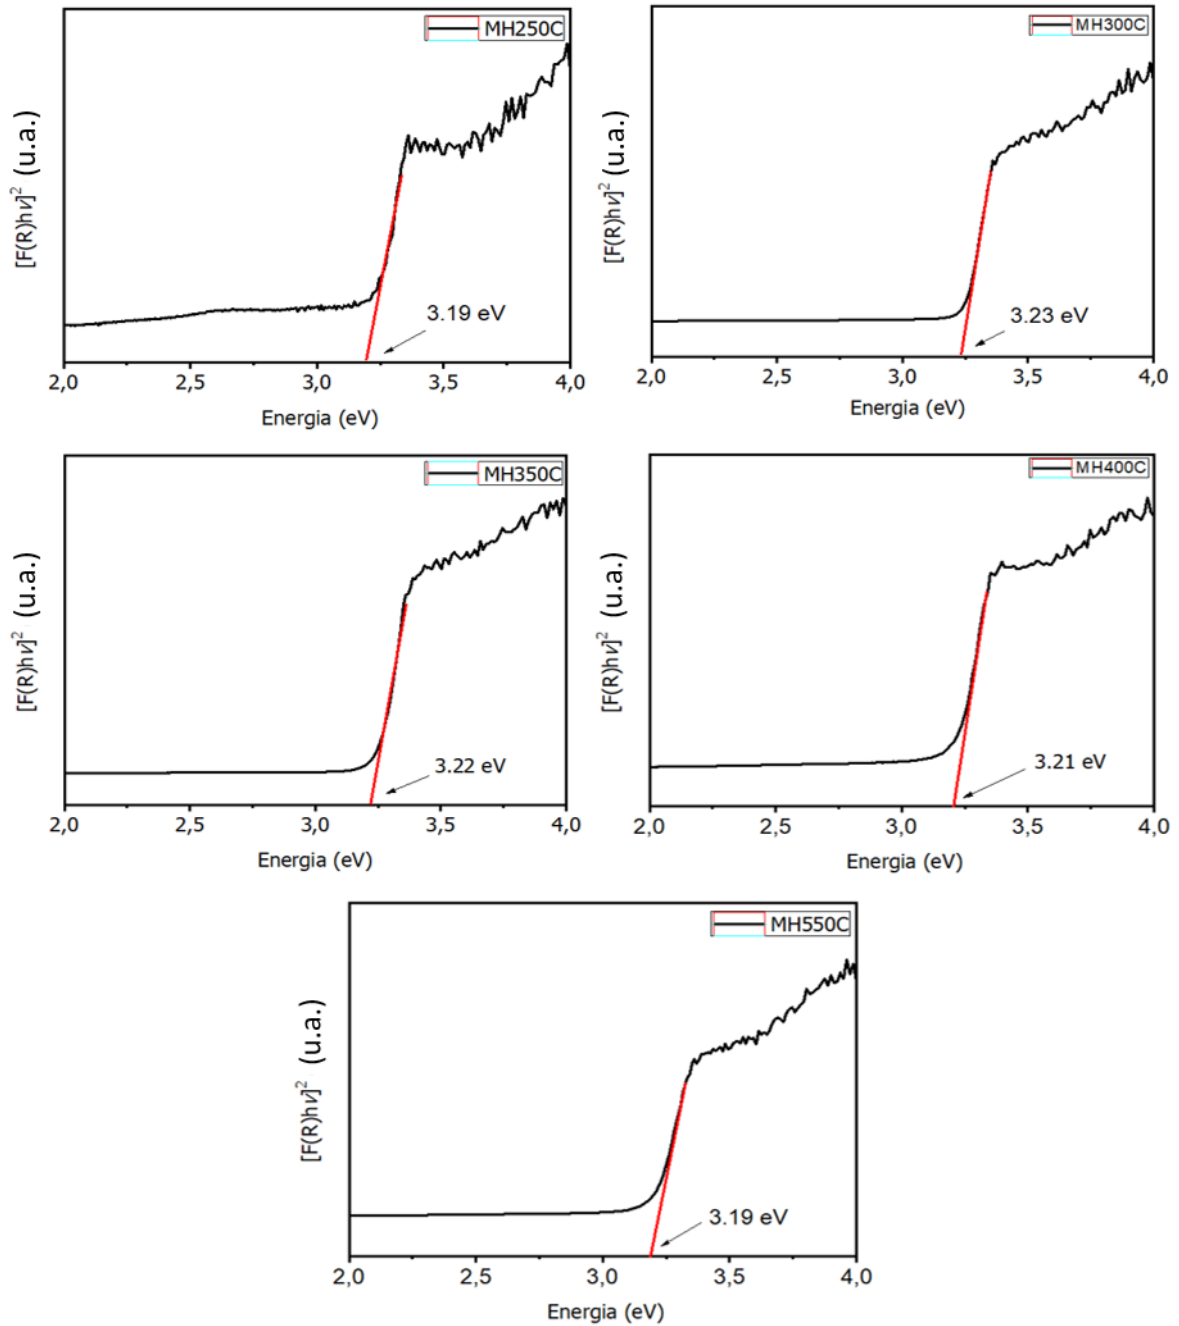 MH250C
[F(R)hν]² (u.a.)
3.19 eV
2,0 2,5 3,0 3,5 4,0
Energia (eV)
MH300C
[F(R)hν]² (u.a.)
3.23 eV
2,0 2,5 3,0 3,5 4,0
Energia (eV)
MH350C
[F(R)hν]² (u.a.)
3.22 eV
2,0 2,5 3,0 3,5 4,0
Energia (eV)
MH400C
[F(R)hν]² (u.a.)
3.21 eV
2,0 2,5 3,0 3,5 4,0
Energia (eV)
MH550C
[F(R)hν]² (u.a.)
3.19 eV
2,0 2,5 3,0 3,5 4,0
Energia (eV)